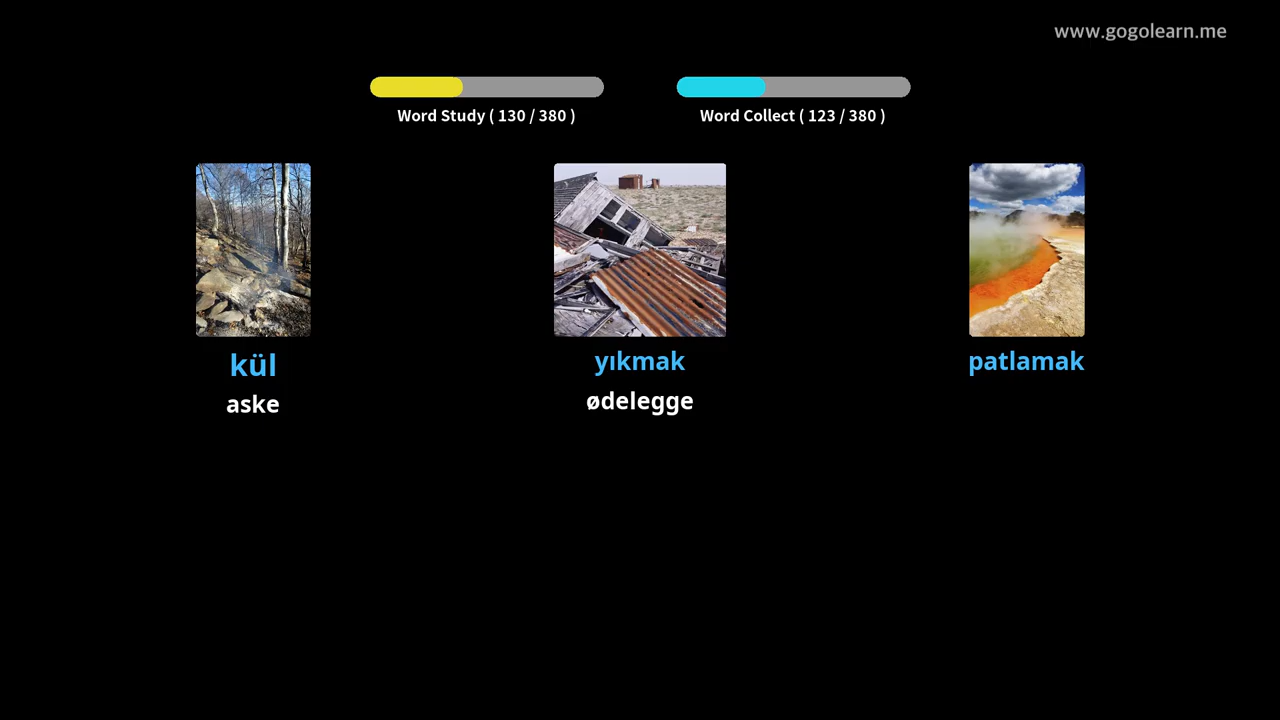 www.gogolearn.me
Word Study ( 130 / 380 )
Word Collect ( 123 / 380 )
kül
yıkmak
patlamak
aske
ødelegge